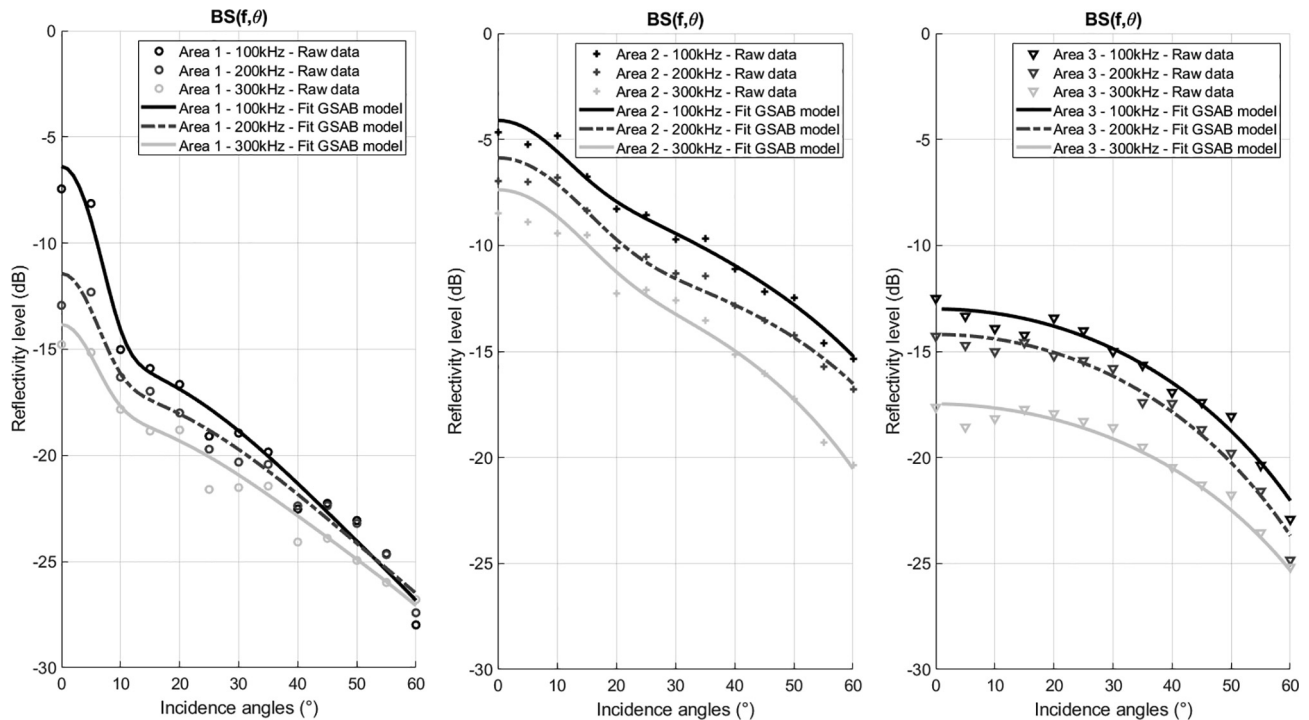 BS(f,θ)
0
-5
-10
-15
-20
-25
-30
Reflectivity level (dB)
Area 1 - 100kHz - Raw data
Area 1 - 200kHz - Raw data
Area 1 - 300kHz - Raw data
Area 1 - 100kHz - Fit GSAB model
Area 1 - 200kHz - Fit GSAB model
Area 1 - 300kHz - Fit GSAB model
0 10 20 30 40 50 60
Incidence angles (°)
BS(f,θ)
0
-5
-10
-15
-20
-25
-30
Reflectivity level (dB)
Area 2 - 100kHz - Raw data
Area 2 - 200kHz - Raw data
Area 2 - 300kHz - Raw data
Area 2 - 100kHz - Fit GSAB model
Area 2 - 200kHz - Fit GSAB model
Area 2 - 300kHz - Fit GSAB model
0 10 20 30 40 50 60
Incidence angles (°)
BS(f,θ)
0
-5
-10
-15
-20
-25
-30
Reflectivity level (dB)
Area 3 - 100kHz - Raw data
Area 3 - 200kHz - Raw data
Area 3 - 300kHz - Raw data
Area 3 - 100kHz - Fit GSAB model
Area 3 - 200kHz - Fit GSAB model
Area 3 - 300kHz - Fit GSAB model
0 10 20 30 40 50 60
Incidence angles (°)